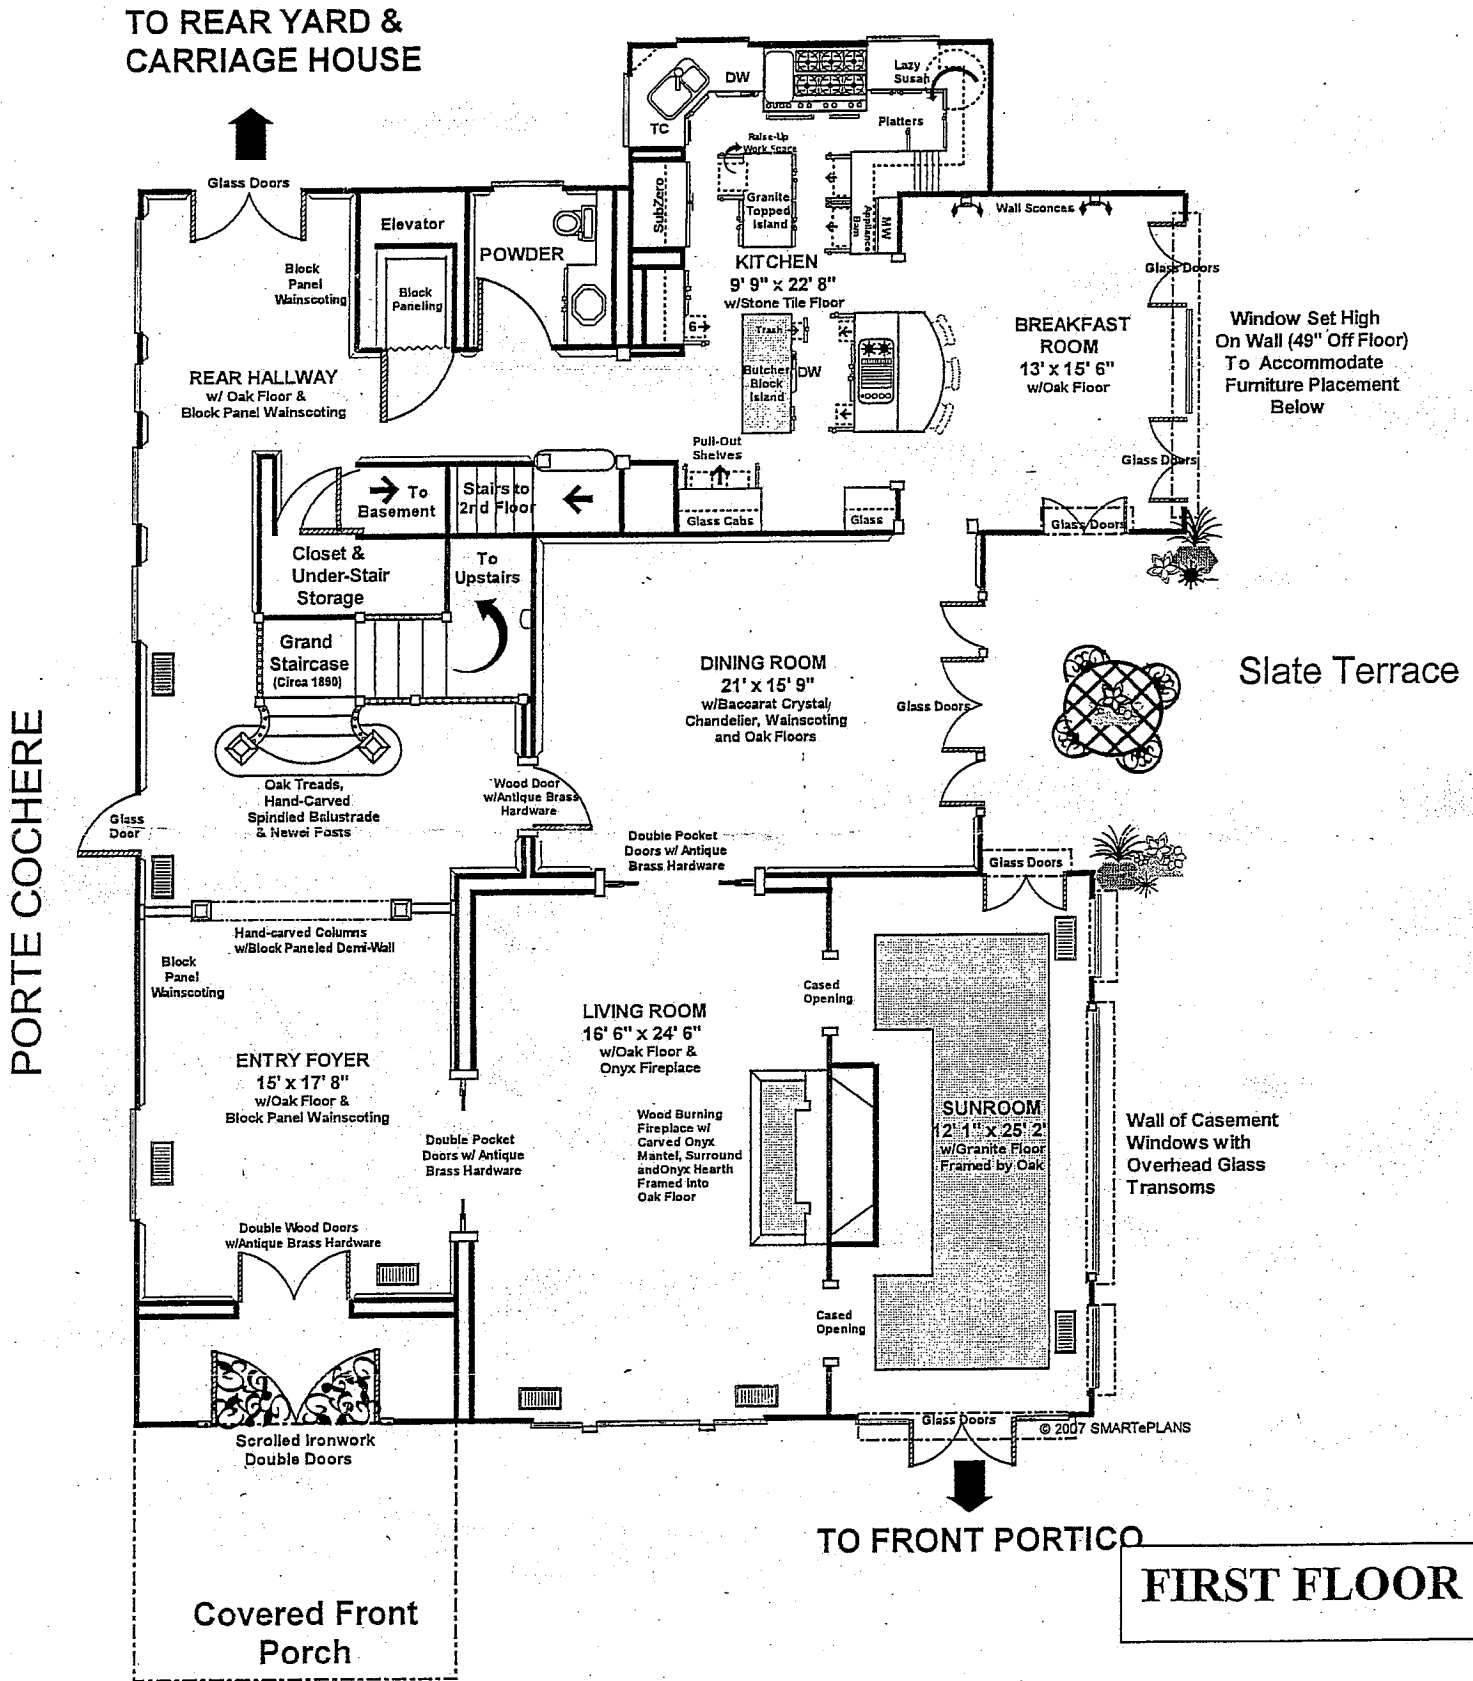 TO REAR YARD &
CARRIAGE HOUSE
Glass Doors
Elevator
POWDER
Block
Panel
Wainscoting
Block
Paneling
REAR HALLWAY
w/ Oak Floor &
Block Panel Wainscoting
DW
TC
Lazy
Susan
Platters
Raise-Up
Work Space
SubZero
Granite
Topped
Island
MW
Appliance
Barn
KITCHEN
9' 9" x 22' 8"
w/Stone Tile Floor
6
Trash
Butcher
Block
Island
DW
Wall Sconces
Glass Doors
BREAKFAST
ROOM
13' x 15' 6"
w/Oak Floor
Window Set High
On Wall (49" Off Floor)
To Accommodate
Furniture Placement
Below
Glass Doors
Glass Doors
Pull-Out
Shelves
Glass Cabs
Glass
To
Basement
Stairs to
2nd Floor
Closet &
Under-Stair
Storage
To
Upstairs
Grand
Staircase
(Circa 1890)
Oak Treads,
Hand-Carved
Spindled Balustrade
& Newel Posts
DINING ROOM
21' x 15' 9"
w/Baccarat Crystal
Chandelier, Wainscoting
and Oak Floors
Glass Doors
Slate Terrace
PORTE COCHERE
Glass
Door
Wood Door
w/Antique Brass
Hardware
Double Pocket
Doors w/ Antique
Brass Hardware
Glass Doors
Hand-carved Columns
w/Block Paneled Demi-Wall
Block
Panel
Wainscoting
ENTRY FOYER
15' x 17' 8"
w/Oak Floor &
Block Panel Wainscoting
Double Pocket
Doors w/ Antique
Brass Hardware
LIVING ROOM
16' 6" x 24' 6"
w/Oak Floor &
Onyx Fireplace
Wood Burning
Fireplace w/
Carved Onyx
Mantel, Surround
andOnyx Hearth
Framed Into
Oak Floor
Cased
Opening
SUNROOM
12' 1" x 25' 2"
w/Granite Floor
Framed by Oak
Wall of Casement
Windows with
Overhead Glass
Transoms
Cased
Opening
Double Wood Doors
w/Antique Brass Hardware
Scrolled Ironwork
Double Doors
Glass Doors
© 2007 SMARTePLANS
TO FRONT PORTICO
Covered Front
Porch
FIRST FLOOR